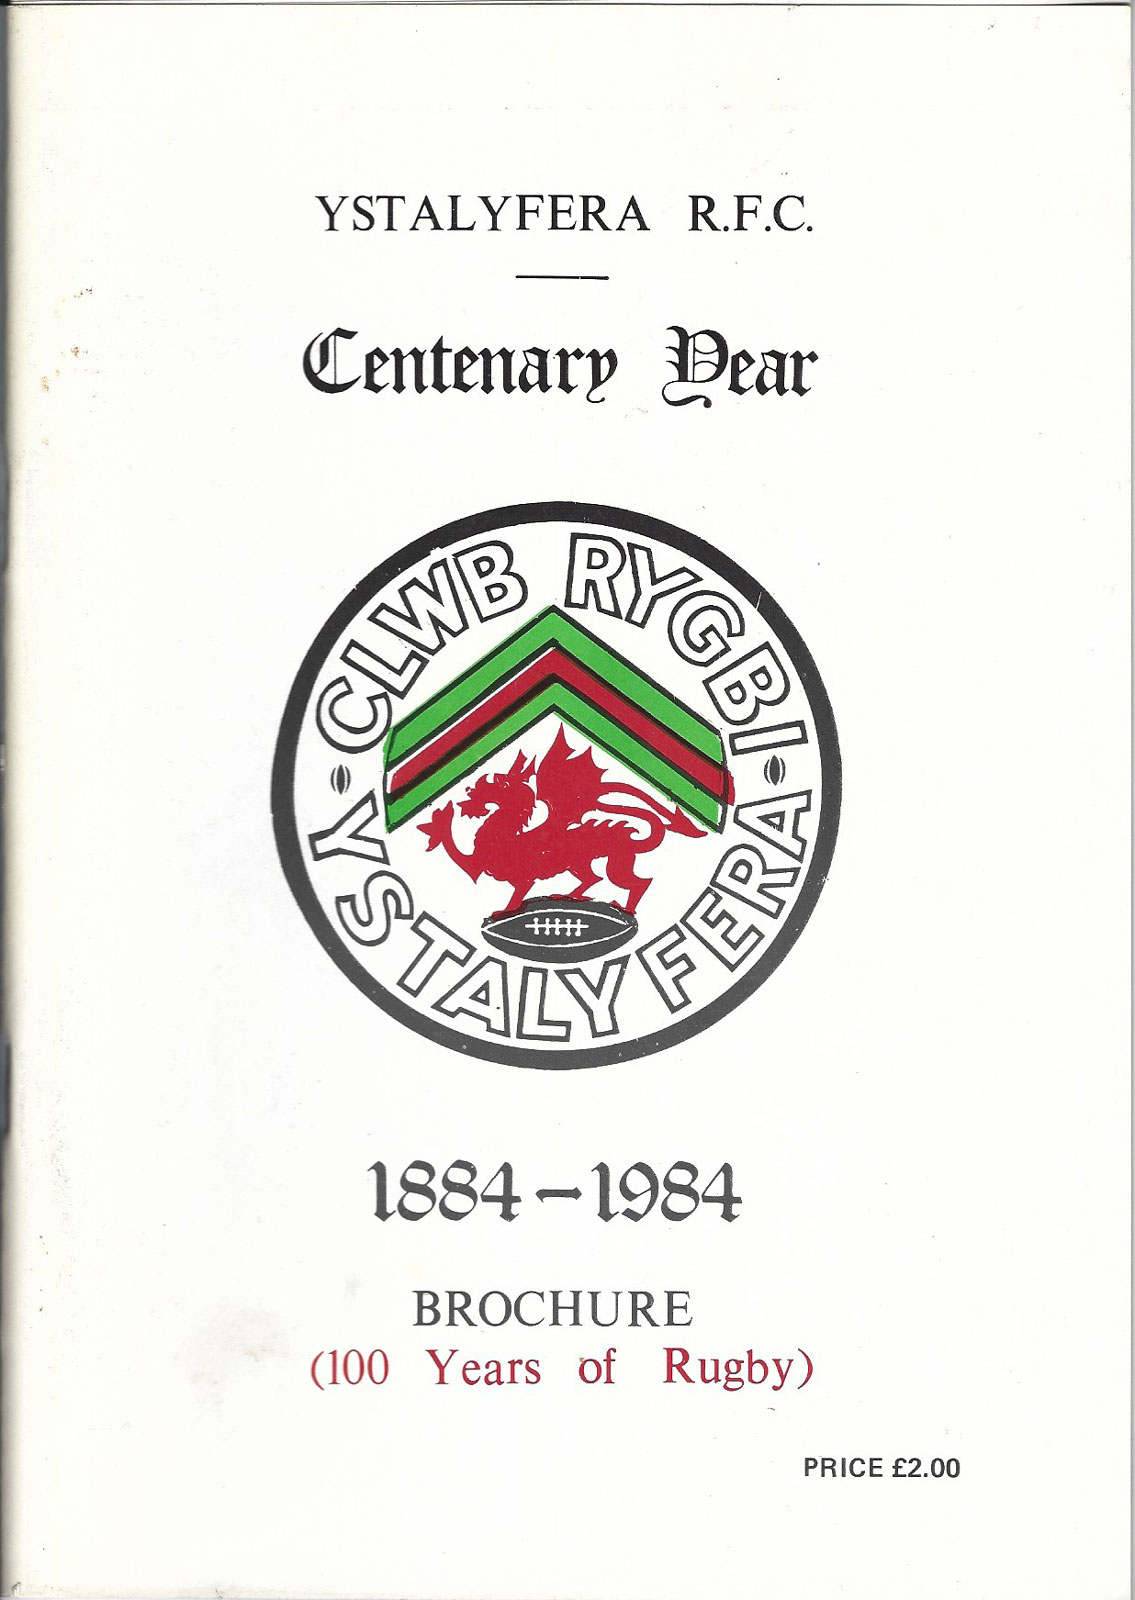 YSTALYFERA R.F.C.
Centenary Year
CLWB RYGBI
YSTALYFERA
1884-1984
BROCHURE
(100 Years of Rugby)
PRICE £2.00